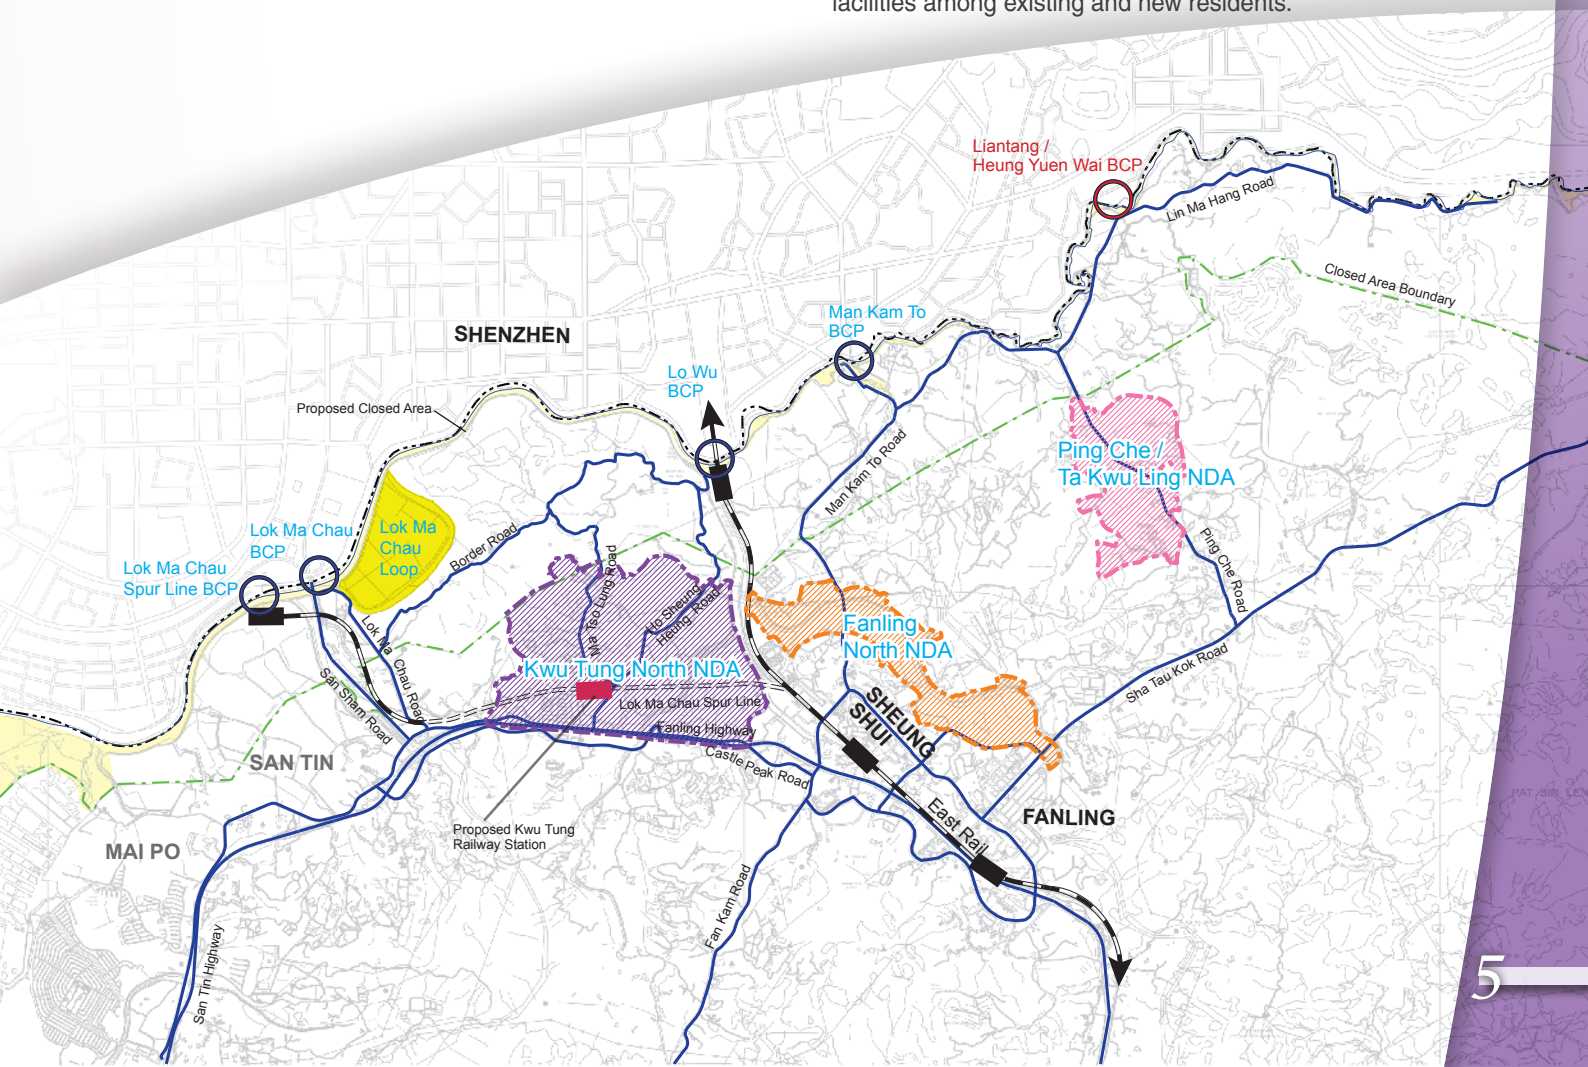 facilities among existing and new residents.
Liantang /
Heung Yuen Wai BCP
Lin Ma Hang Road
Closed Area Boundary
Man Kam To
BCP
SHENZHEN
Lo Wu
BCP
Proposed Closed Area
Man Kam To Road
Ping Che /
Ta Kwu Ling NDA
Lok Ma Chau
BCP
Lok Ma
Chau
Loop
Border Road
Lok Ma Chau
Spur Line BCP
Ping Che Road
Ma Tso Lung Road
Ho Sheung
Heung Road
Lok Ma Chau Road
Fanling
North NDA
Kwu Tung North NDA
Sha Tau Kok Road
San Sham Road
Lok Ma Chau Spur Line
SHEUNG
SHUI
Fanling Highway
Castle Peak Road
SAN TIN
Proposed Kwu Tung
Railway Station
East Rail
FANLING
MAI PO
Fan Kam Road
San Tin Highway
5